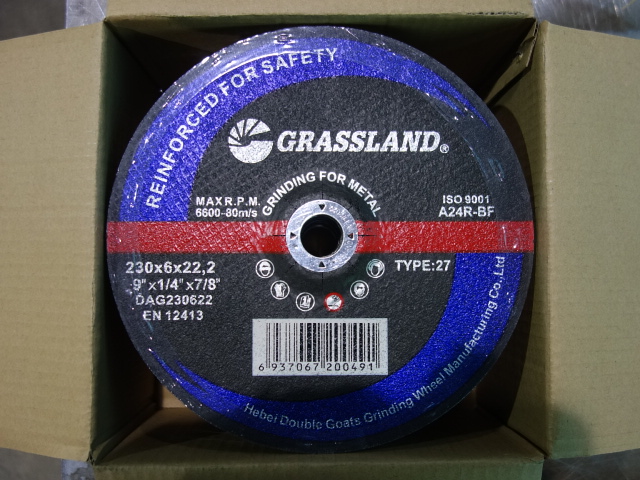 REINFORCED FOR SAFETY
GRASSLAND®
GRINDING FOR METAL
MAX R.P.M.
6600-80m/s
ISO 9001
A24R-BF
230x6x22,2
9"x1/4"x7/8"
DAG230622
EN 12413
TYPE:27
6 937067 200491
Hebei Double Goats Grinding Wheel Manufacturing Co.,Ltd